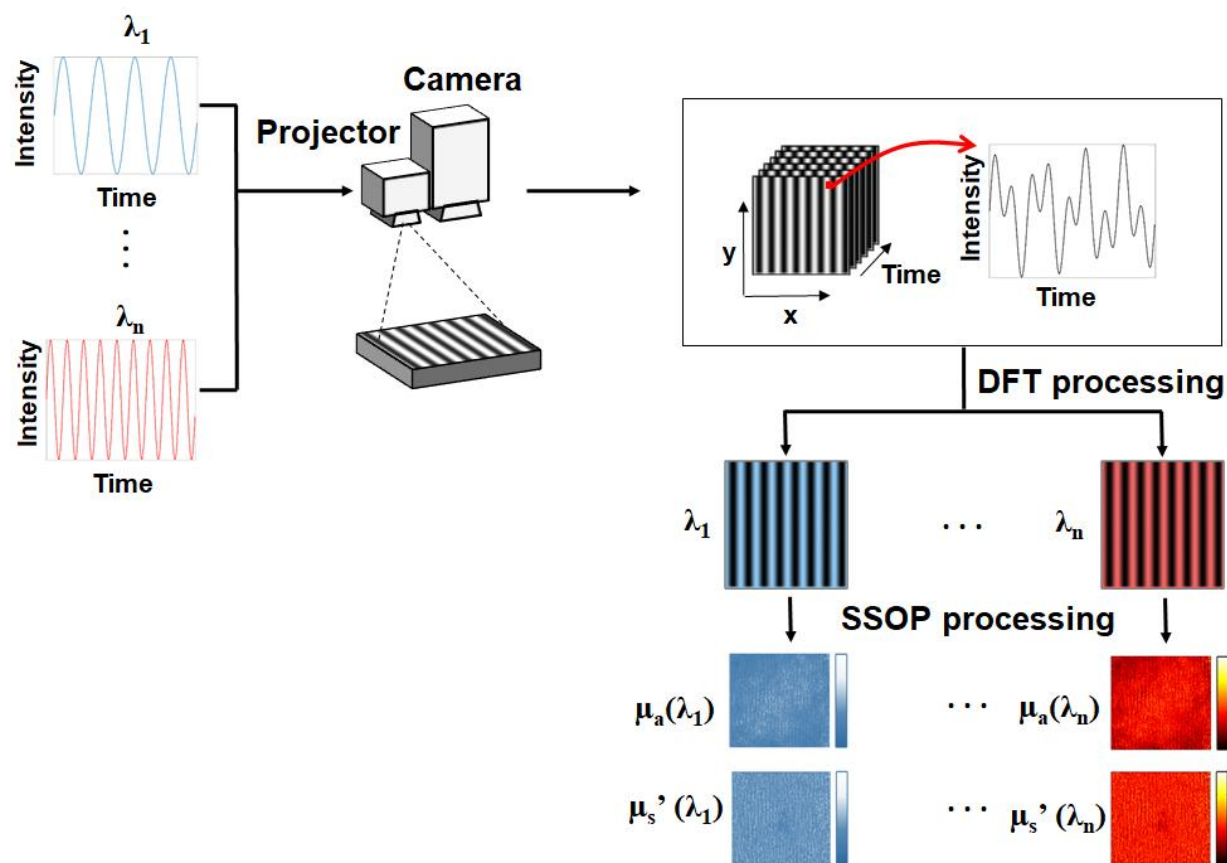 λ1
Intensity
Time
λn
Intensity
Time
Projector
Camera
y
x
Time
Intensity
Time
DFT processing
λ1
. . .
λn
SSOP processing
μa(λ1)
. . .
μa(λn)
μs’ (λ1)
. . .
μs’ (λn)